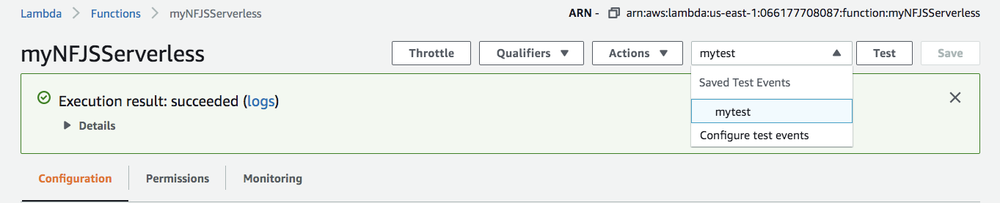 Lambda > Functions > myNFJSServerless
ARN - arn:aws:lambda:us-east-1:066177708087:function:myNFJSServerless
myNFJSServerless
Throttle Qualifiers Actions mytest Test Save
Saved Test Events
Execution result: succeeded (logs)
mytest
Details
Configure test events
Configuration Permissions Monitoring